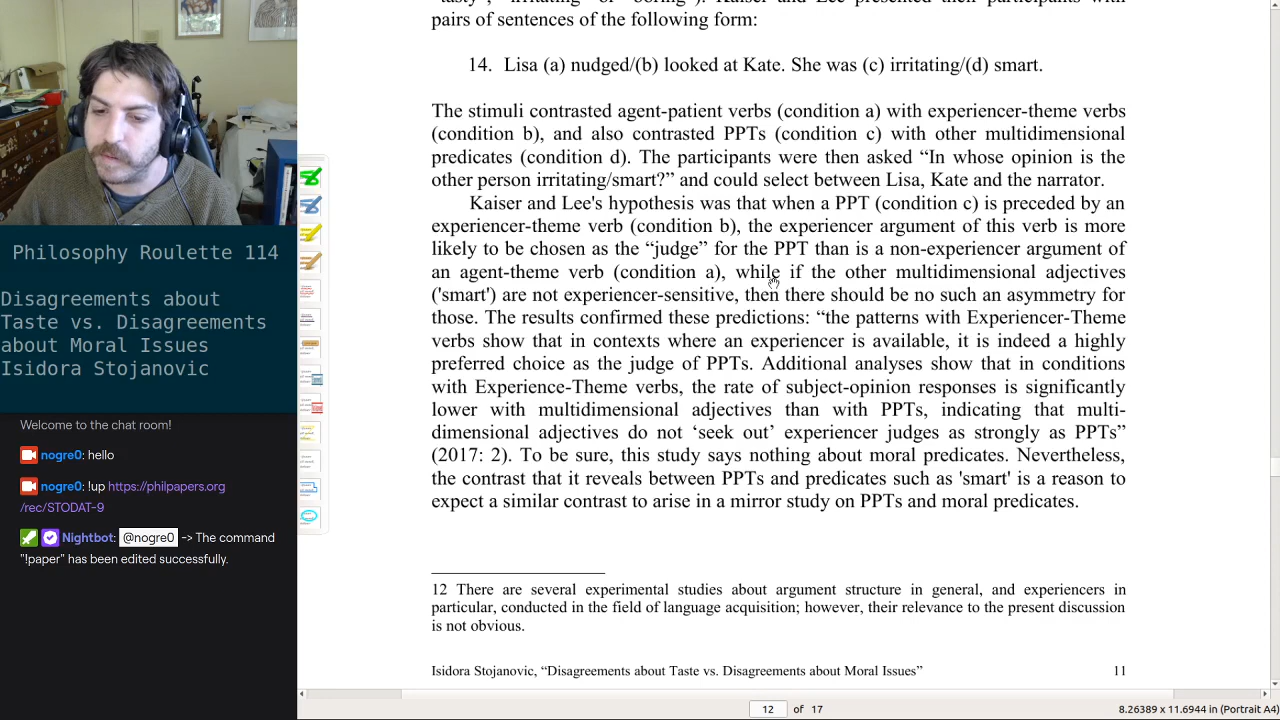 "tasty", "irritating" or "boring"). Kaiser and Lee presented their participants with
pairs of sentences of the following form:
14. Lisa (a) nudged/(b) looked at Kate. She was (c) irritating/(d) smart.
The stimuli contrasted agent-patient verbs (condition a) with experiencer-theme verbs
(condition b), and also contrasted PPTs (condition c) with other multidimensional
predicates (condition d). The participants were then asked “In whose opinion is the
other person irritating/smart?” and could select between Lisa, Kate and the narrator.
Kaiser and Lee's hypothesis was that when a PPT (condition c) is preceded by an
experiencer-theme verb (condition b), the experiencer argument of this verb is more
likely to be chosen as the “judge” for the PPT than is a non-experiencer argument of
an agent-theme verb (condition a), while if the other multidimensional adjectives
('smart') are not experiencer-sensitive, then there should be no such asymmetry for
those. The results confirmed these predictions: “the patterns with Experiencer-Theme
verbs show that in contexts where an experiencer is available, it is indeed a highly
preferred choice for the judge of PPTs. Additional analyses show that in conditions
with experiencer-theme verbs, the rate of subject-opinion responses is significantly
lower with multidimensional adjectives than with PPTs, indicating that multi-
dimensional adjectives do not ‘seek out’ experiencer judges as strongly as PPTs”
(2017: 2). To be sure, this study says nothing about moral predicates. Nevertheless,
the contrast that it reveals between PPTs and predicates such as 'smart' is a reason to
expect a similar contrast to arise in a mirror study on PPTs and moral predicates.
12 There are several experimental studies about argument structure in general, and experiencers in
particular, conducted in the field of language acquisition; however, their relevance to the present discussion
is not obvious.
Isidora Stojanovic, “Disagreements about Taste vs. Disagreements about Moral Issues” 11
12 of 17 8.26389 x 11.6944 in (Portrait A4)
Philosophy Roulette 114
Disagreements about
Taste vs. Disagreements
about Moral Issues
Isidora Stojanovic
Welcome to the chat room!
nogre0: hello
nogre0: !up https://philpapers.org
/rec/STODAT-9
Nightbot: @nogre0 -> The command
"!paper" has been edited successfully.